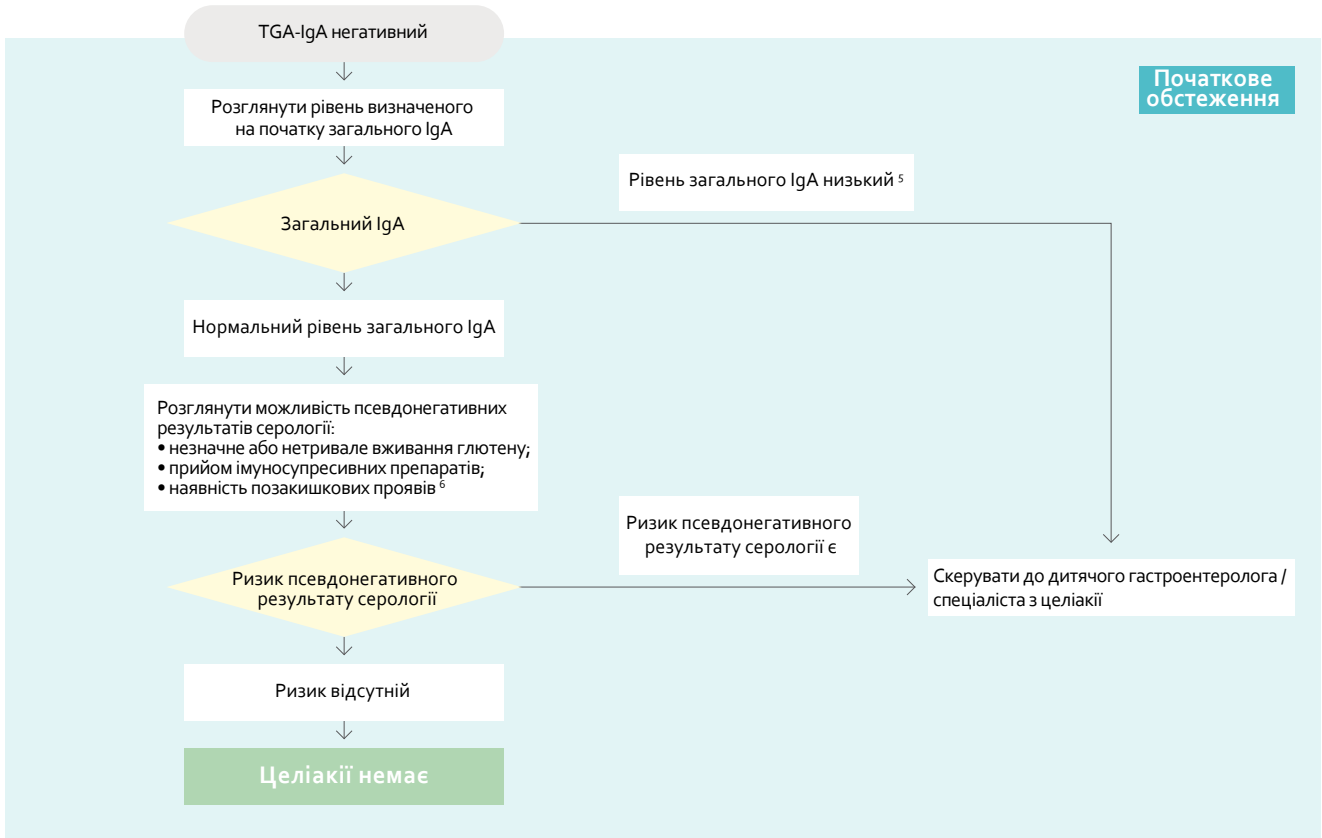 TGA-IgA негативний
Початкове
обстеження
Розглянути рівень визначеного
на початку загального IgA
Рівень загального IgA низький ⁵
Загальний IgA
Нормальний рівень загального IgA
Розглянути можливість псевдонегативних
результатів серології:
• незначне або нетривале вживання глютену;
• прийом імуносупресивних препаратів;
• наявність позакишкових проявів ⁶
Ризик псевдонегативного
результату серології є
Ризик псевдонегативного
результату серології
Скерувати до дитячого гастроентеролога /
спеціаліста з целіакії
Ризик відсутній
Целіакії немає